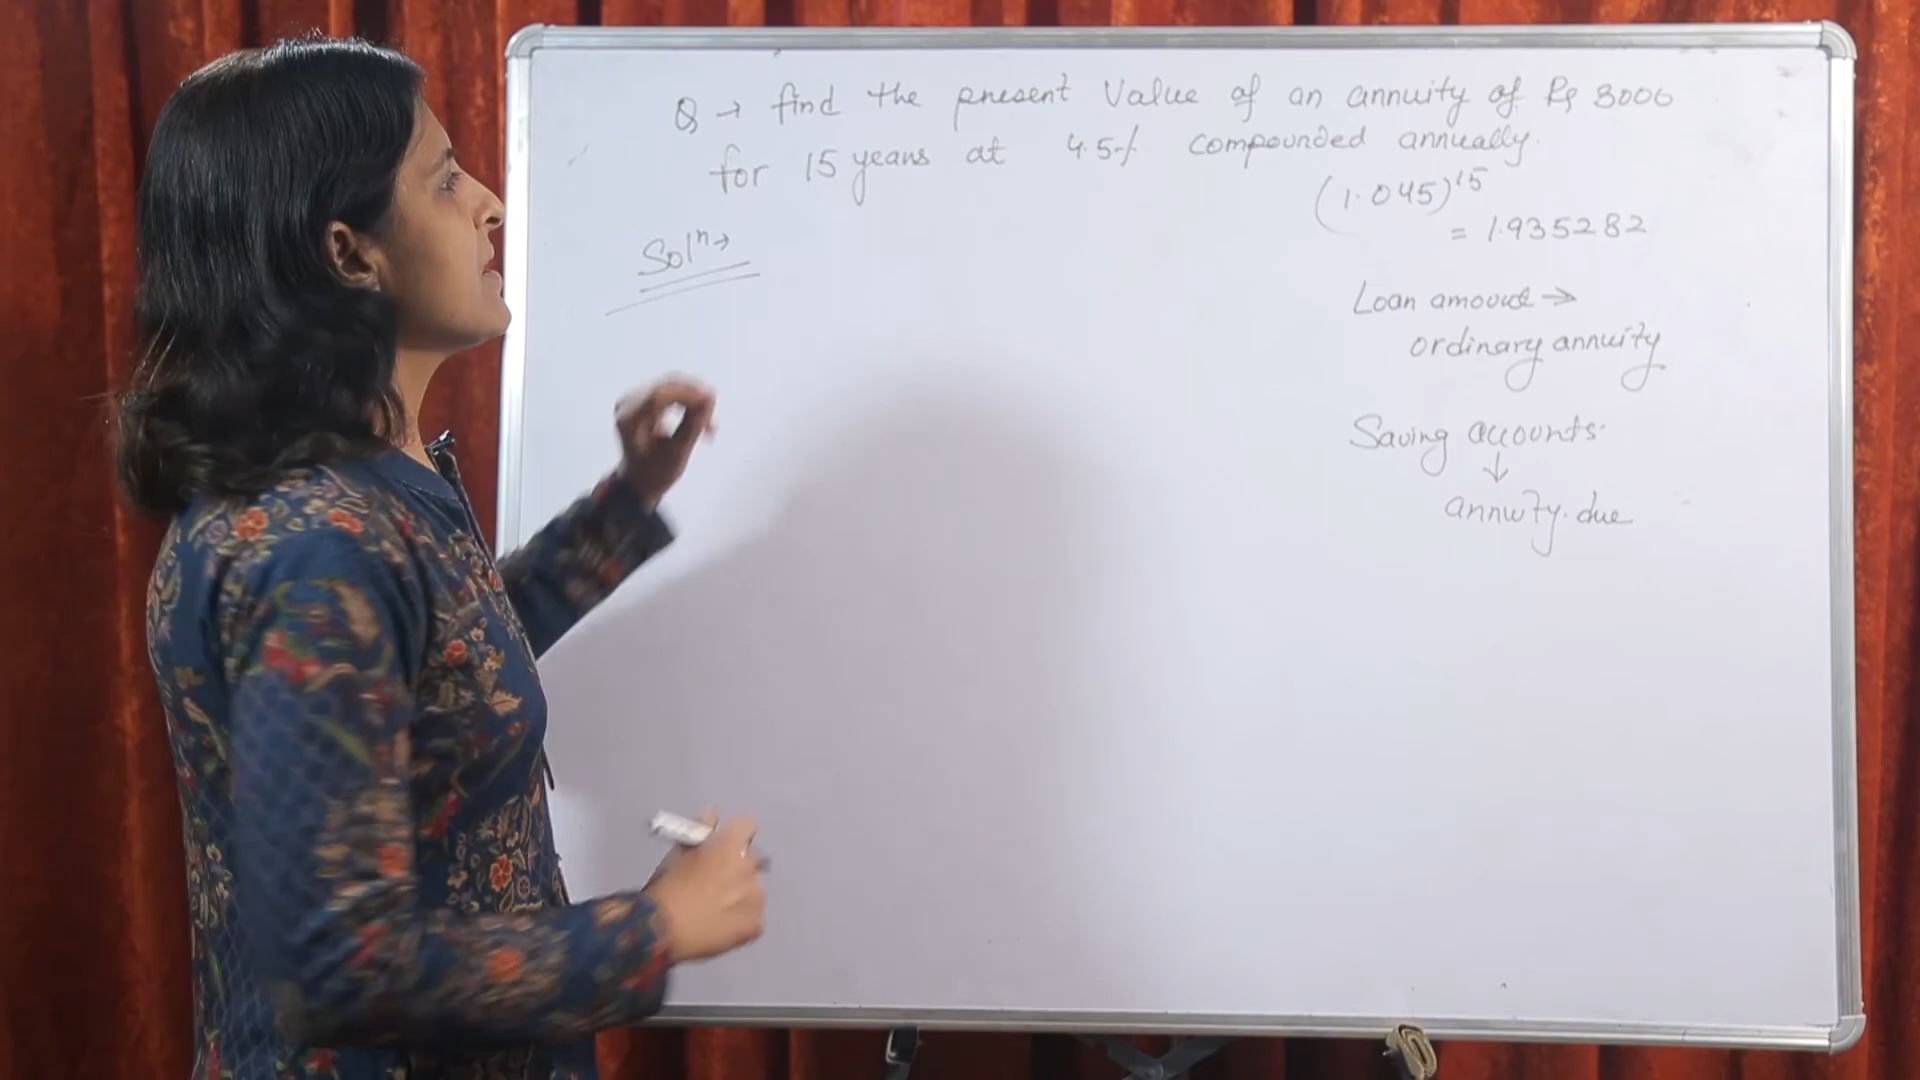 Q → find the present Value of an annuity of Rs 3000
for 15 years at 4.5% compounded annually.
(1.045)¹⁵
= 1.935282
Solⁿ →
Loan amount →
ordinary annuity
Saving accounts.
↓
annuity due